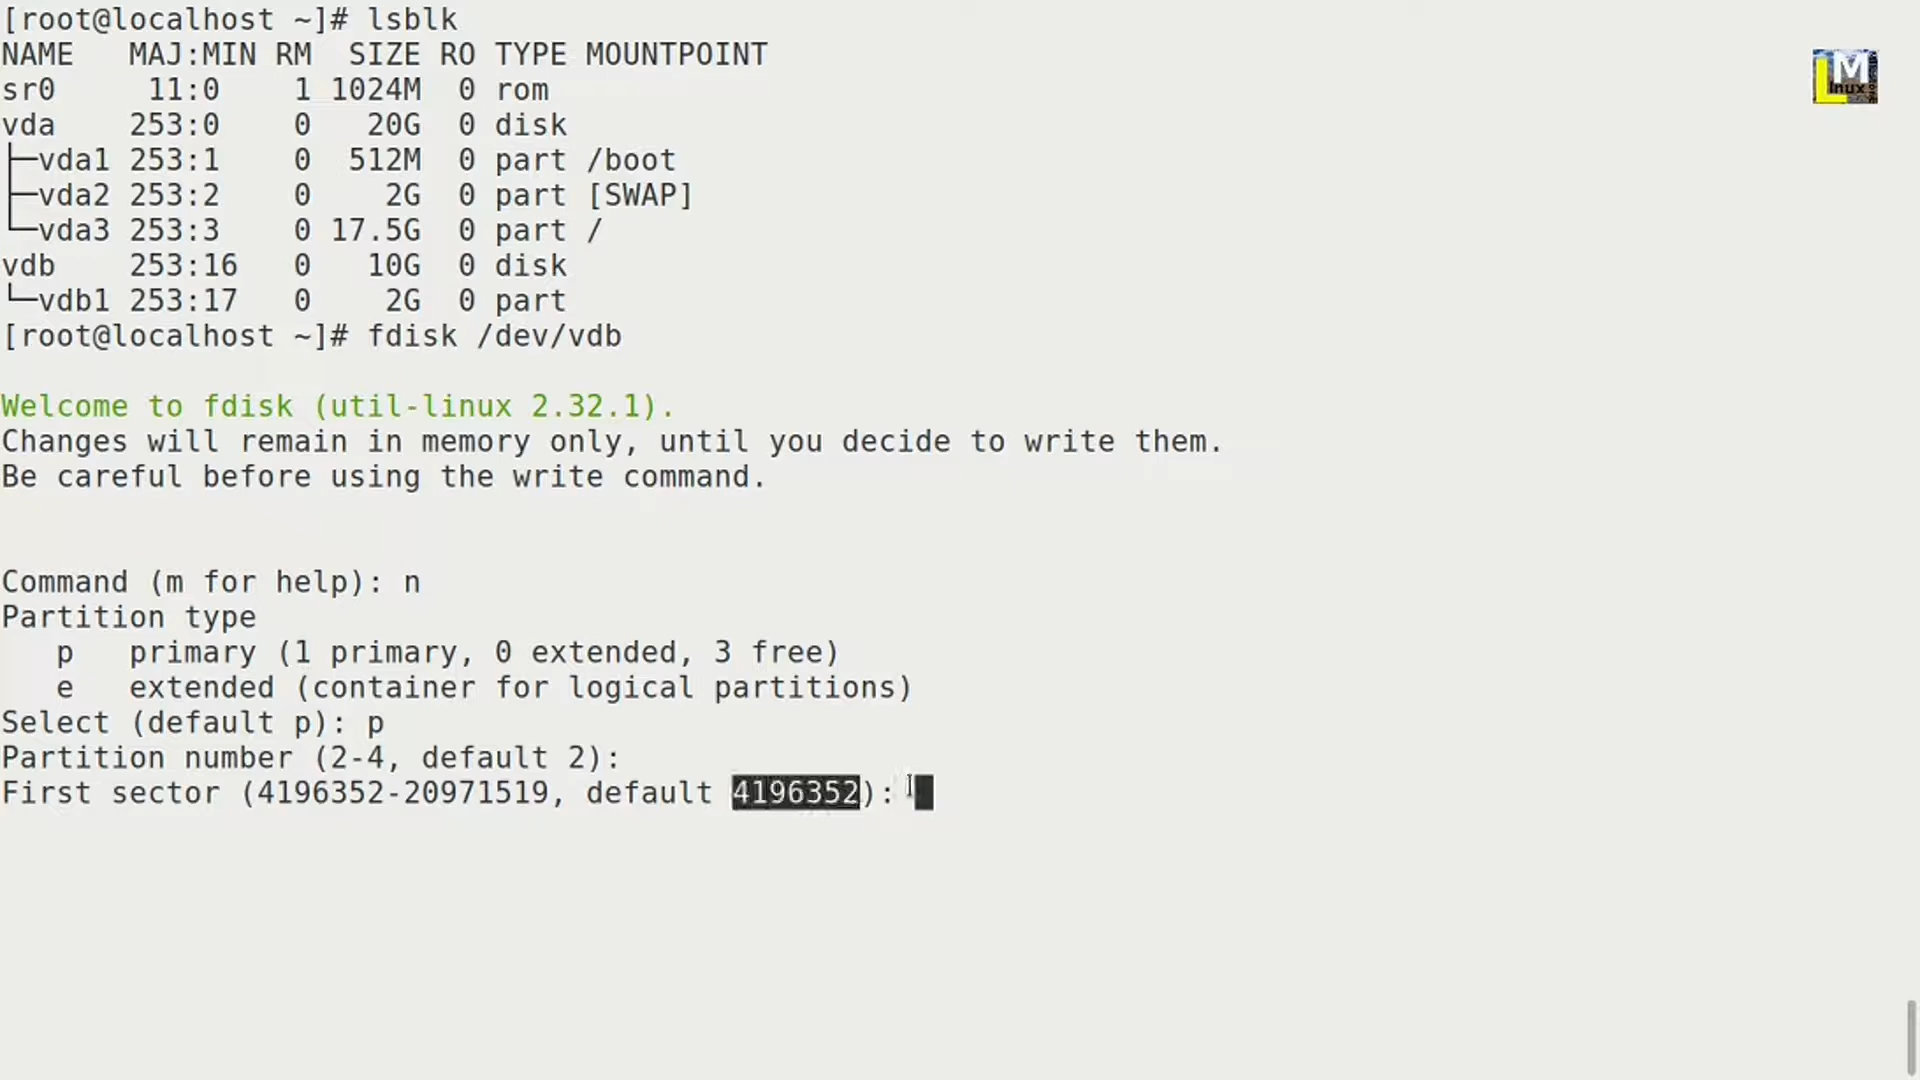 [root@localhost ~]# lsblk
NAME   MAJ:MIN RM  SIZE RO TYPE MOUNTPOINT
sr0     11:0    1 1024M  0 rom
vda    253:0    0   20G  0 disk
├─vda1 253:1    0  512M  0 part /boot
├─vda2 253:2    0    2G  0 part [SWAP]
└─vda3 253:3    0 17.5G  0 part /
vdb    253:16   0   10G  0 disk
└─vdb1 253:17   0    2G  0 part
[root@localhost ~]# fdisk /dev/vdb
Welcome to fdisk (util-linux 2.32.1).
Changes will remain in memory only, until you decide to write them.
Be careful before using the write command.
Command (m for help): n
Partition type
   p   primary (1 primary, 0 extended, 3 free)
   e   extended (container for logical partitions)
Select (default p): p
Partition number (2-4, default 2):
First sector (4196352-20971519, default 4196352):
M
Linux